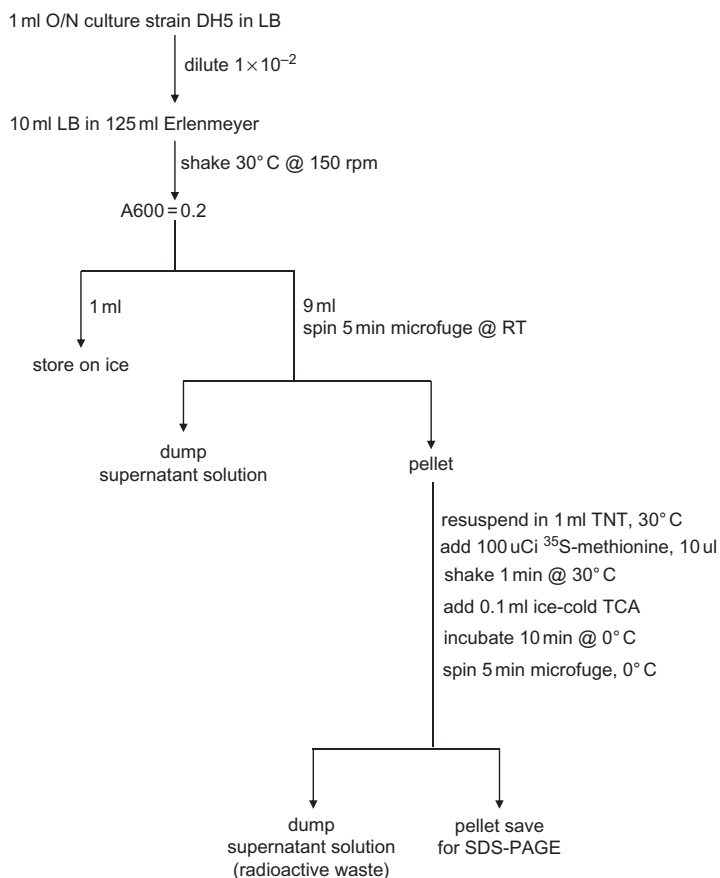 1 ml O/N culture strain DH5 in LB
dilute 1×10⁻²
10 ml LB in 125 ml Erlenmeyer
shake 30° C @ 150 rpm
A600 = 0.2
1 ml
9 ml
spin 5 min microfuge @ RT
store on ice
dump
supernatant solution
pellet
resuspend in 1 ml TNT, 30° C
add 100 uCi ³⁵S-methionine, 10 ul
shake 1 min @ 30° C
add 0.1 ml ice-cold TCA
incubate 10 min @ 0° C
spin 5 min microfuge, 0° C
dump
supernatant solution
(radioactive waste)
pellet save
for SDS-PAGE